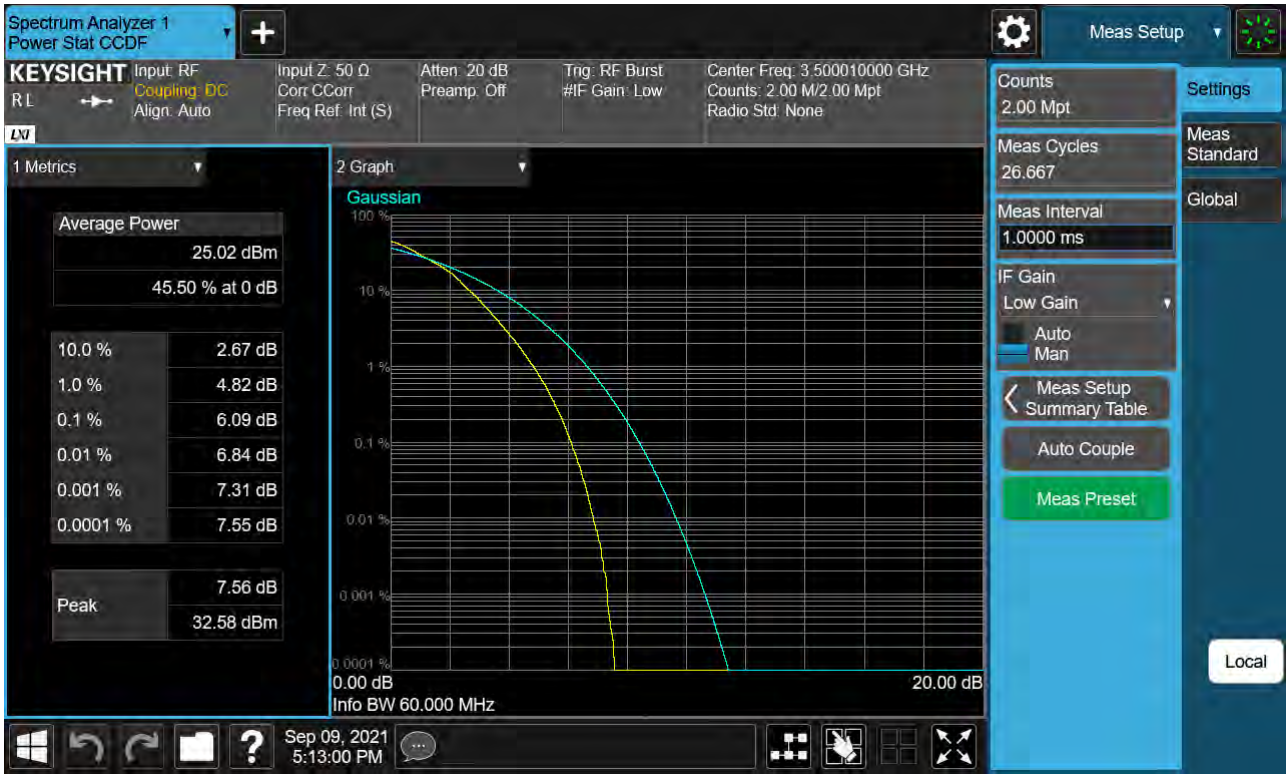 Spectrum Analyzer 1
Power Stat CCDF
+
Meas Setup
KEYSIGHT
RL
LXI
Input: RF
Coupling: DC
Align: Auto
Input Z: 50 Ω
Corr CCorr
Freq Ref: Int (S)
Atten: 20 dB
Preamp: Off
Trig: RF Burst
#IF Gain: Low
Center Freq: 3.500010000 GHz
Counts: 2.00 M/2.00 Mpt
Radio Std: None
1 Metrics
Average Power
25.02 dBm
45.50 % at 0 dB
10.0 % 2.67 dB
1.0 % 4.82 dB
0.1 % 6.09 dB
0.01 % 6.84 dB
0.001 % 7.31 dB
0.0001 % 7.55 dB
Peak
7.56 dB
32.58 dBm
2 Graph
Gaussian
100 %
10 %
1 %
0.1 %
0.01 %
0.001 %
0.0001 %
0.00 dB 20.00 dB
Info BW 60.000 MHz
Counts
2.00 Mpt
Meas Cycles
26.667
Meas Interval
1.0000 ms
IF Gain
Low Gain
Auto
Man
Meas Setup
Summary Table
Auto Couple
Meas Preset
Settings
Meas
Standard
Global
Local
?
Sep 09, 2021
5:13:00 PM